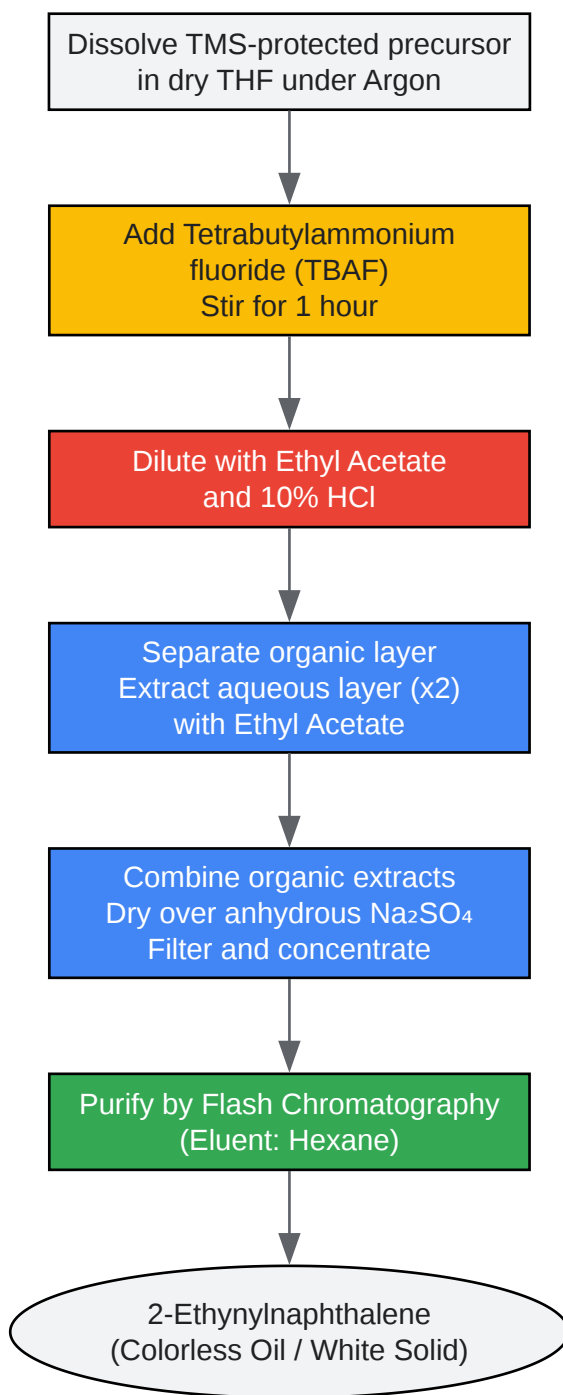 Dissolve TMS-protected precursor
in dry THF under Argon
Add Tetrabutylammonium
fluoride (TBAF)
Stir for 1 hour
Dilute with Ethyl Acetate
and 10% HCl
Separate organic layer
Extract aqueous layer (x2)
with Ethyl Acetate
Combine organic extracts
Dry over anhydrous Na₂SO₄
Filter and concentrate
Purify by Flash Chromatography
(Eluent: Hexane)
2-Ethynylnaphthalene
(Colorless Oil / White Solid)